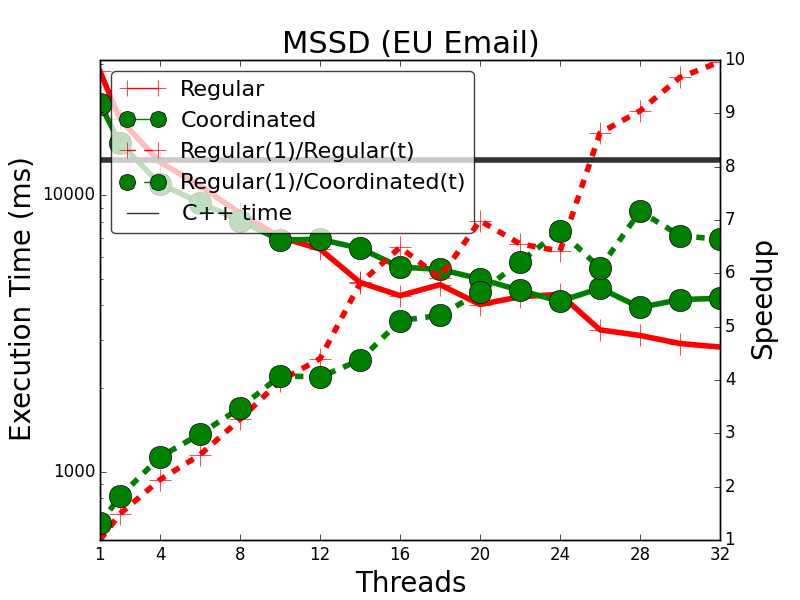 MSSD (EU Email)
Regular
Coordinated
Regular(1)/Regular(t)
Regular(1)/Coordinated(t)
C++ time
Execution Time (ms)
10000
1000
Speedup
10
9
8
7
6
5
4
3
2
1
1 4 8 12 16 20 24 28 32
Threads